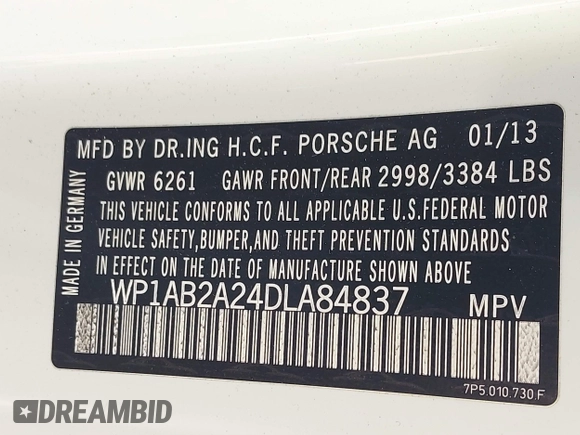 MFD BY DR.ING H.C.F. PORSCHE AG 01/13
GVWR 6261 GAWR FRONT/REAR 2998/3384 LBS
THIS VEHICLE CONFORMS TO ALL APPLICABLE U.S.FEDERAL MOTOR
VEHICLE SAFETY,BUMPER,AND THEFT PREVENTION STANDARDS
IN EFFECT ON THE DATE OF MANUFACTURE SHOWN ABOVE
WP1AB2A24DLA84837 MPV
MADE IN GERMANY
7P5.010.730.F
DREAMBID